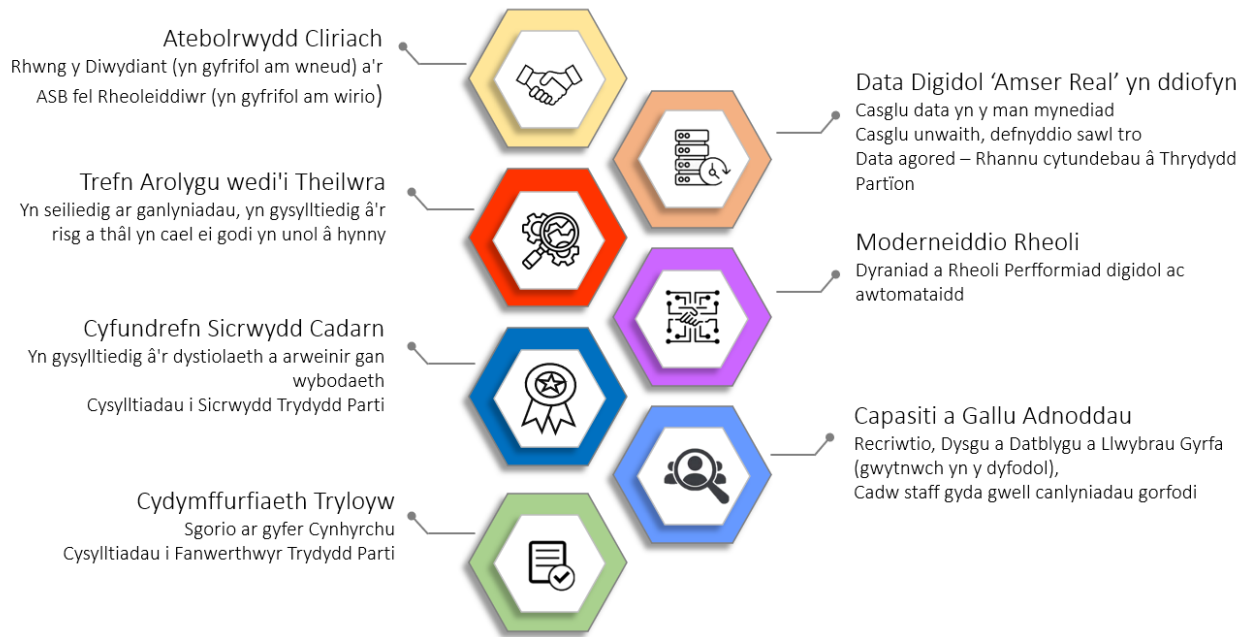 Atebolrwydd Cliriach
Rhwng y Diwydiant (yn gyfrifol am wneud) a'r
ASB fel Rheoleiddiwr (yn gyfrifol am wirio)
Data Digidol ‘Amser Real’ yn ddiofyn
Casglu data yn y man mynediad
Casglu unwaith, defnyddio sawl tro
Data agored – Rhannu cytundebau â Thrydydd
Partïon
Trefn Arolygu wedi'i Theilwra
Yn seiliedig ar ganlyniadau, yn gysylltiedig â'r
risg a thâl yn cael ei godi yn unol â hynny
Moderneiddio Rheoli
Dyraniad a Rheoli Perfformiad digidol ac
awtomataidd
Cyfundrefn Sicrwydd Cadarn
Yn gysylltiedig â'r dystiolaeth a arweinir gan
wybodaeth
Cysylltiadau i Sicrwydd Trydydd Parti
Capasiti a Gallu Adnoddau
Recriwtio, Dysgu a Datblygu a Llwybrau Gyrfa
(gwytnwch yn y dyfodol),
Cadw staff gyda gwell canlyniadau gorfodi
Cydymffurfiaeth Tryloyw
Sgorio ar gyfer Cynhyrchu
Cysylltiadau i Fanwerthwyr Trydydd Parti